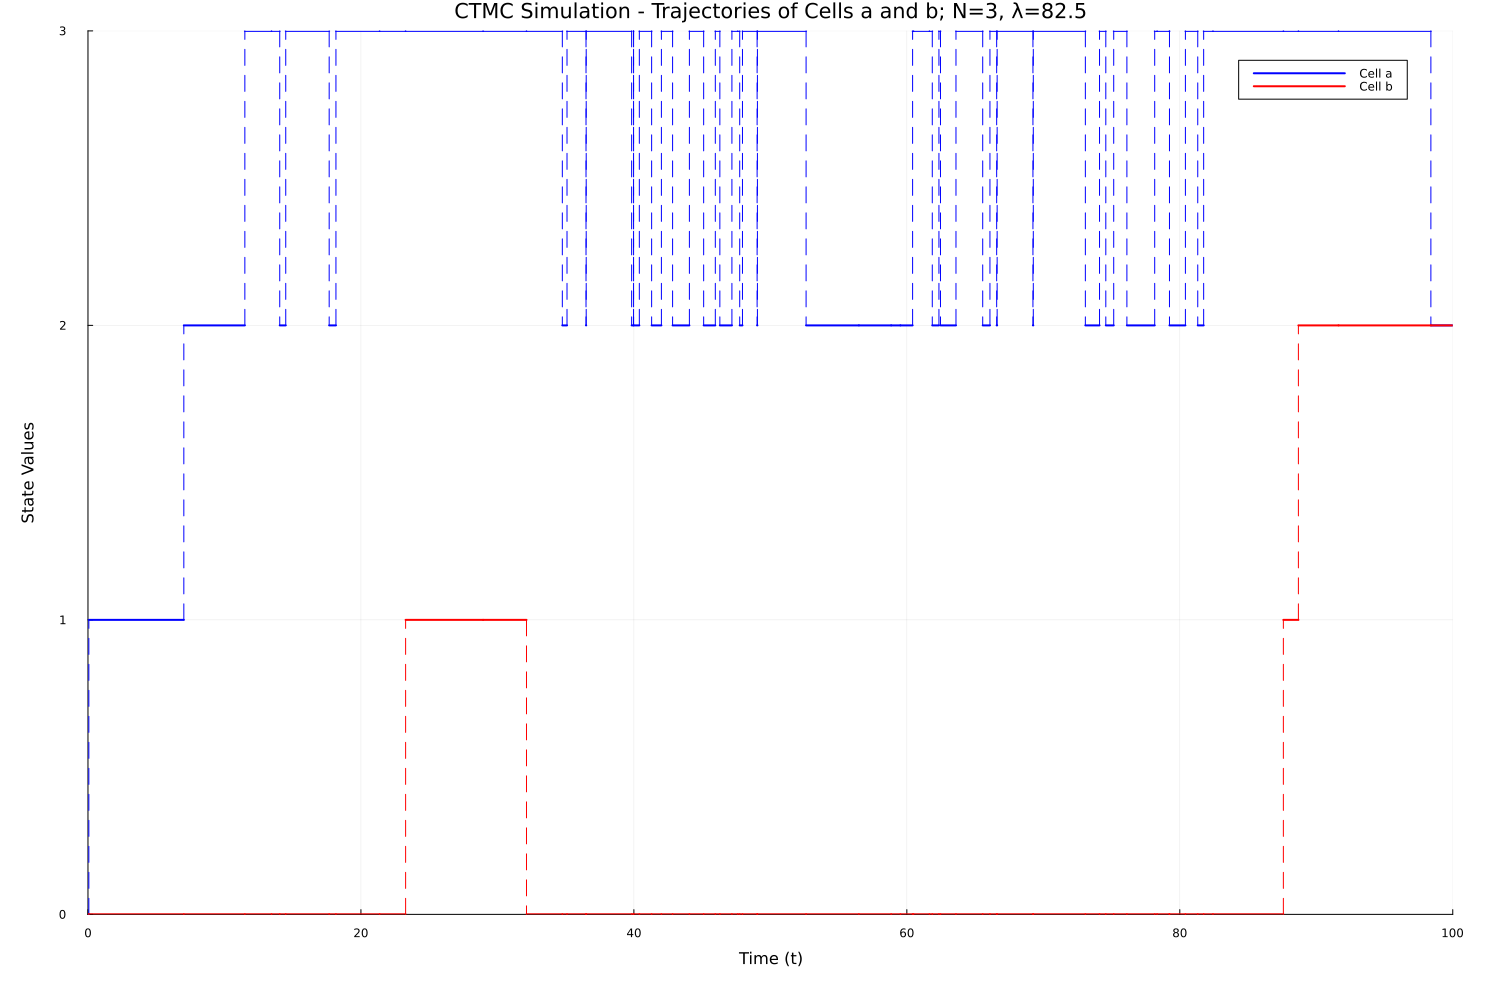 CTMC Simulation - Trajectories of Cells a and b; N=3, λ=82.5
3
Cell a
Cell b
2
State Values
1
0
0 20 40 60 80 100
Time (t)